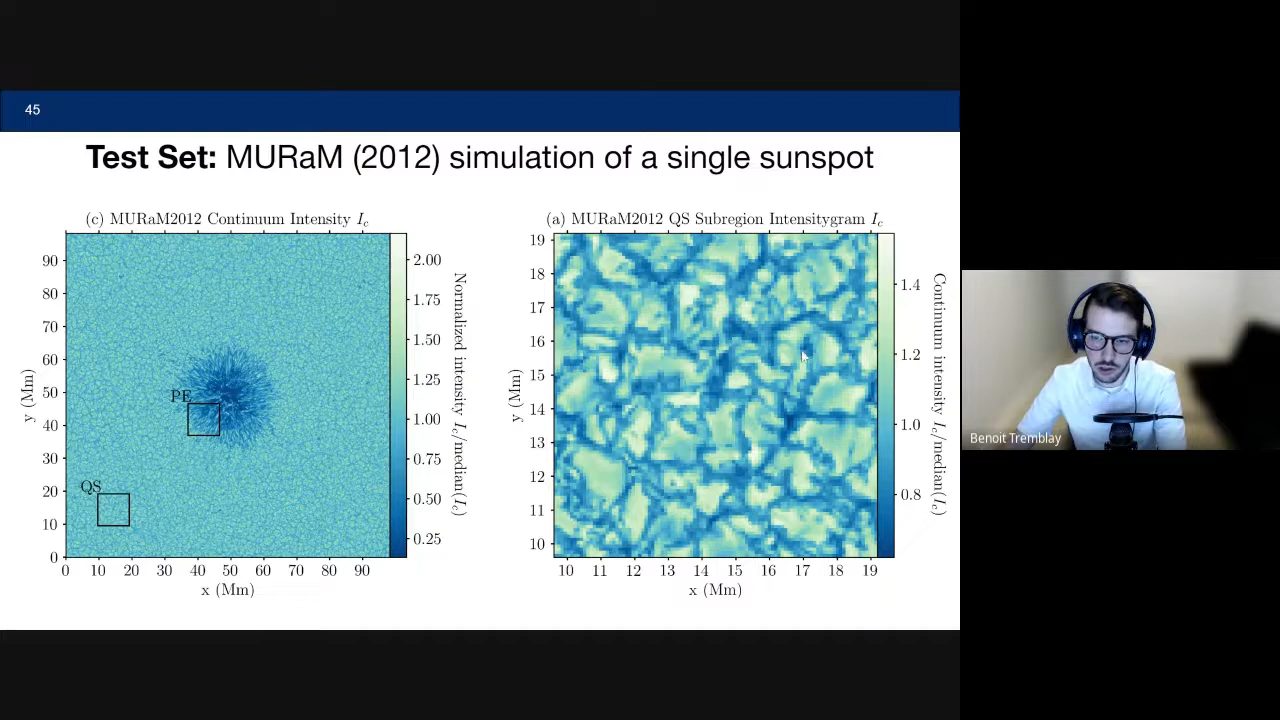 45
Test Set: MURaM (2012) simulation of a single sunspot
(c) MURaM2012 Continuum Intensity Ic
90
80
70
60
50
40
30
20
10
0
y (Mm)
0 10 20 30 40 50 60 70 80 90
x (Mm)
PE
QS
2.00
1.75
1.50
1.25
1.00
0.75
0.50
0.25
Normalized intensity Ic/median(Ic)
(a) MURaM2012 QS Subregion Intensitygram Ic
19
18
17
16
15
14
13
12
11
10
y (Mm)
10 11 12 13 14 15 16 17 18 19
x (Mm)
1.4
1.2
1.0
0.8
Continuum intensity Ic/median(Ic)
Benoit Tremblay